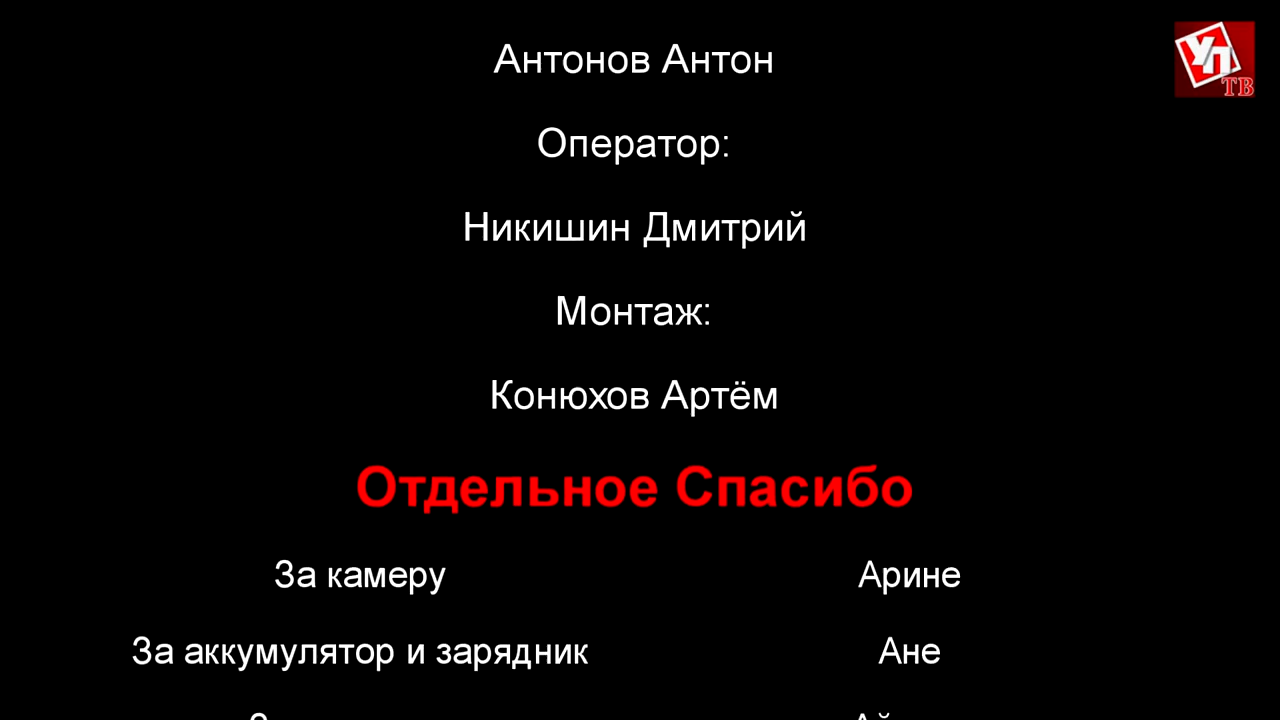 Антонов Антон
УП
ТВ
Оператор:
Никишин Дмитрий
Монтаж:
Конюхов Артём
Отдельное Спасибо
За камеру Арине
За аккумулятор и зарядник Ане